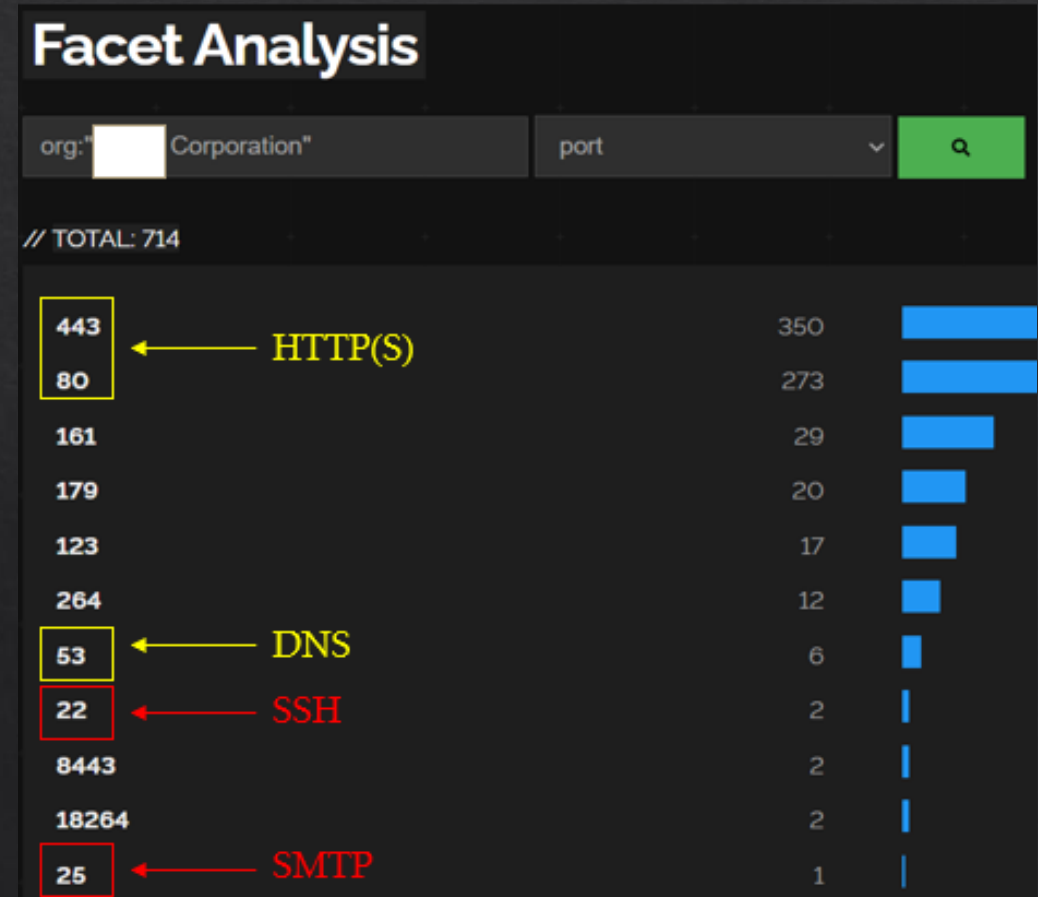 Facet Analysis
org:" Corporation" port
// TOTAL: 714
443 350
HTTP(S)
80 273
161 29
179 20
123 17
264 12
53 DNS 6
22 SSH 2
8443 2
18264 2
25 SMTP 1